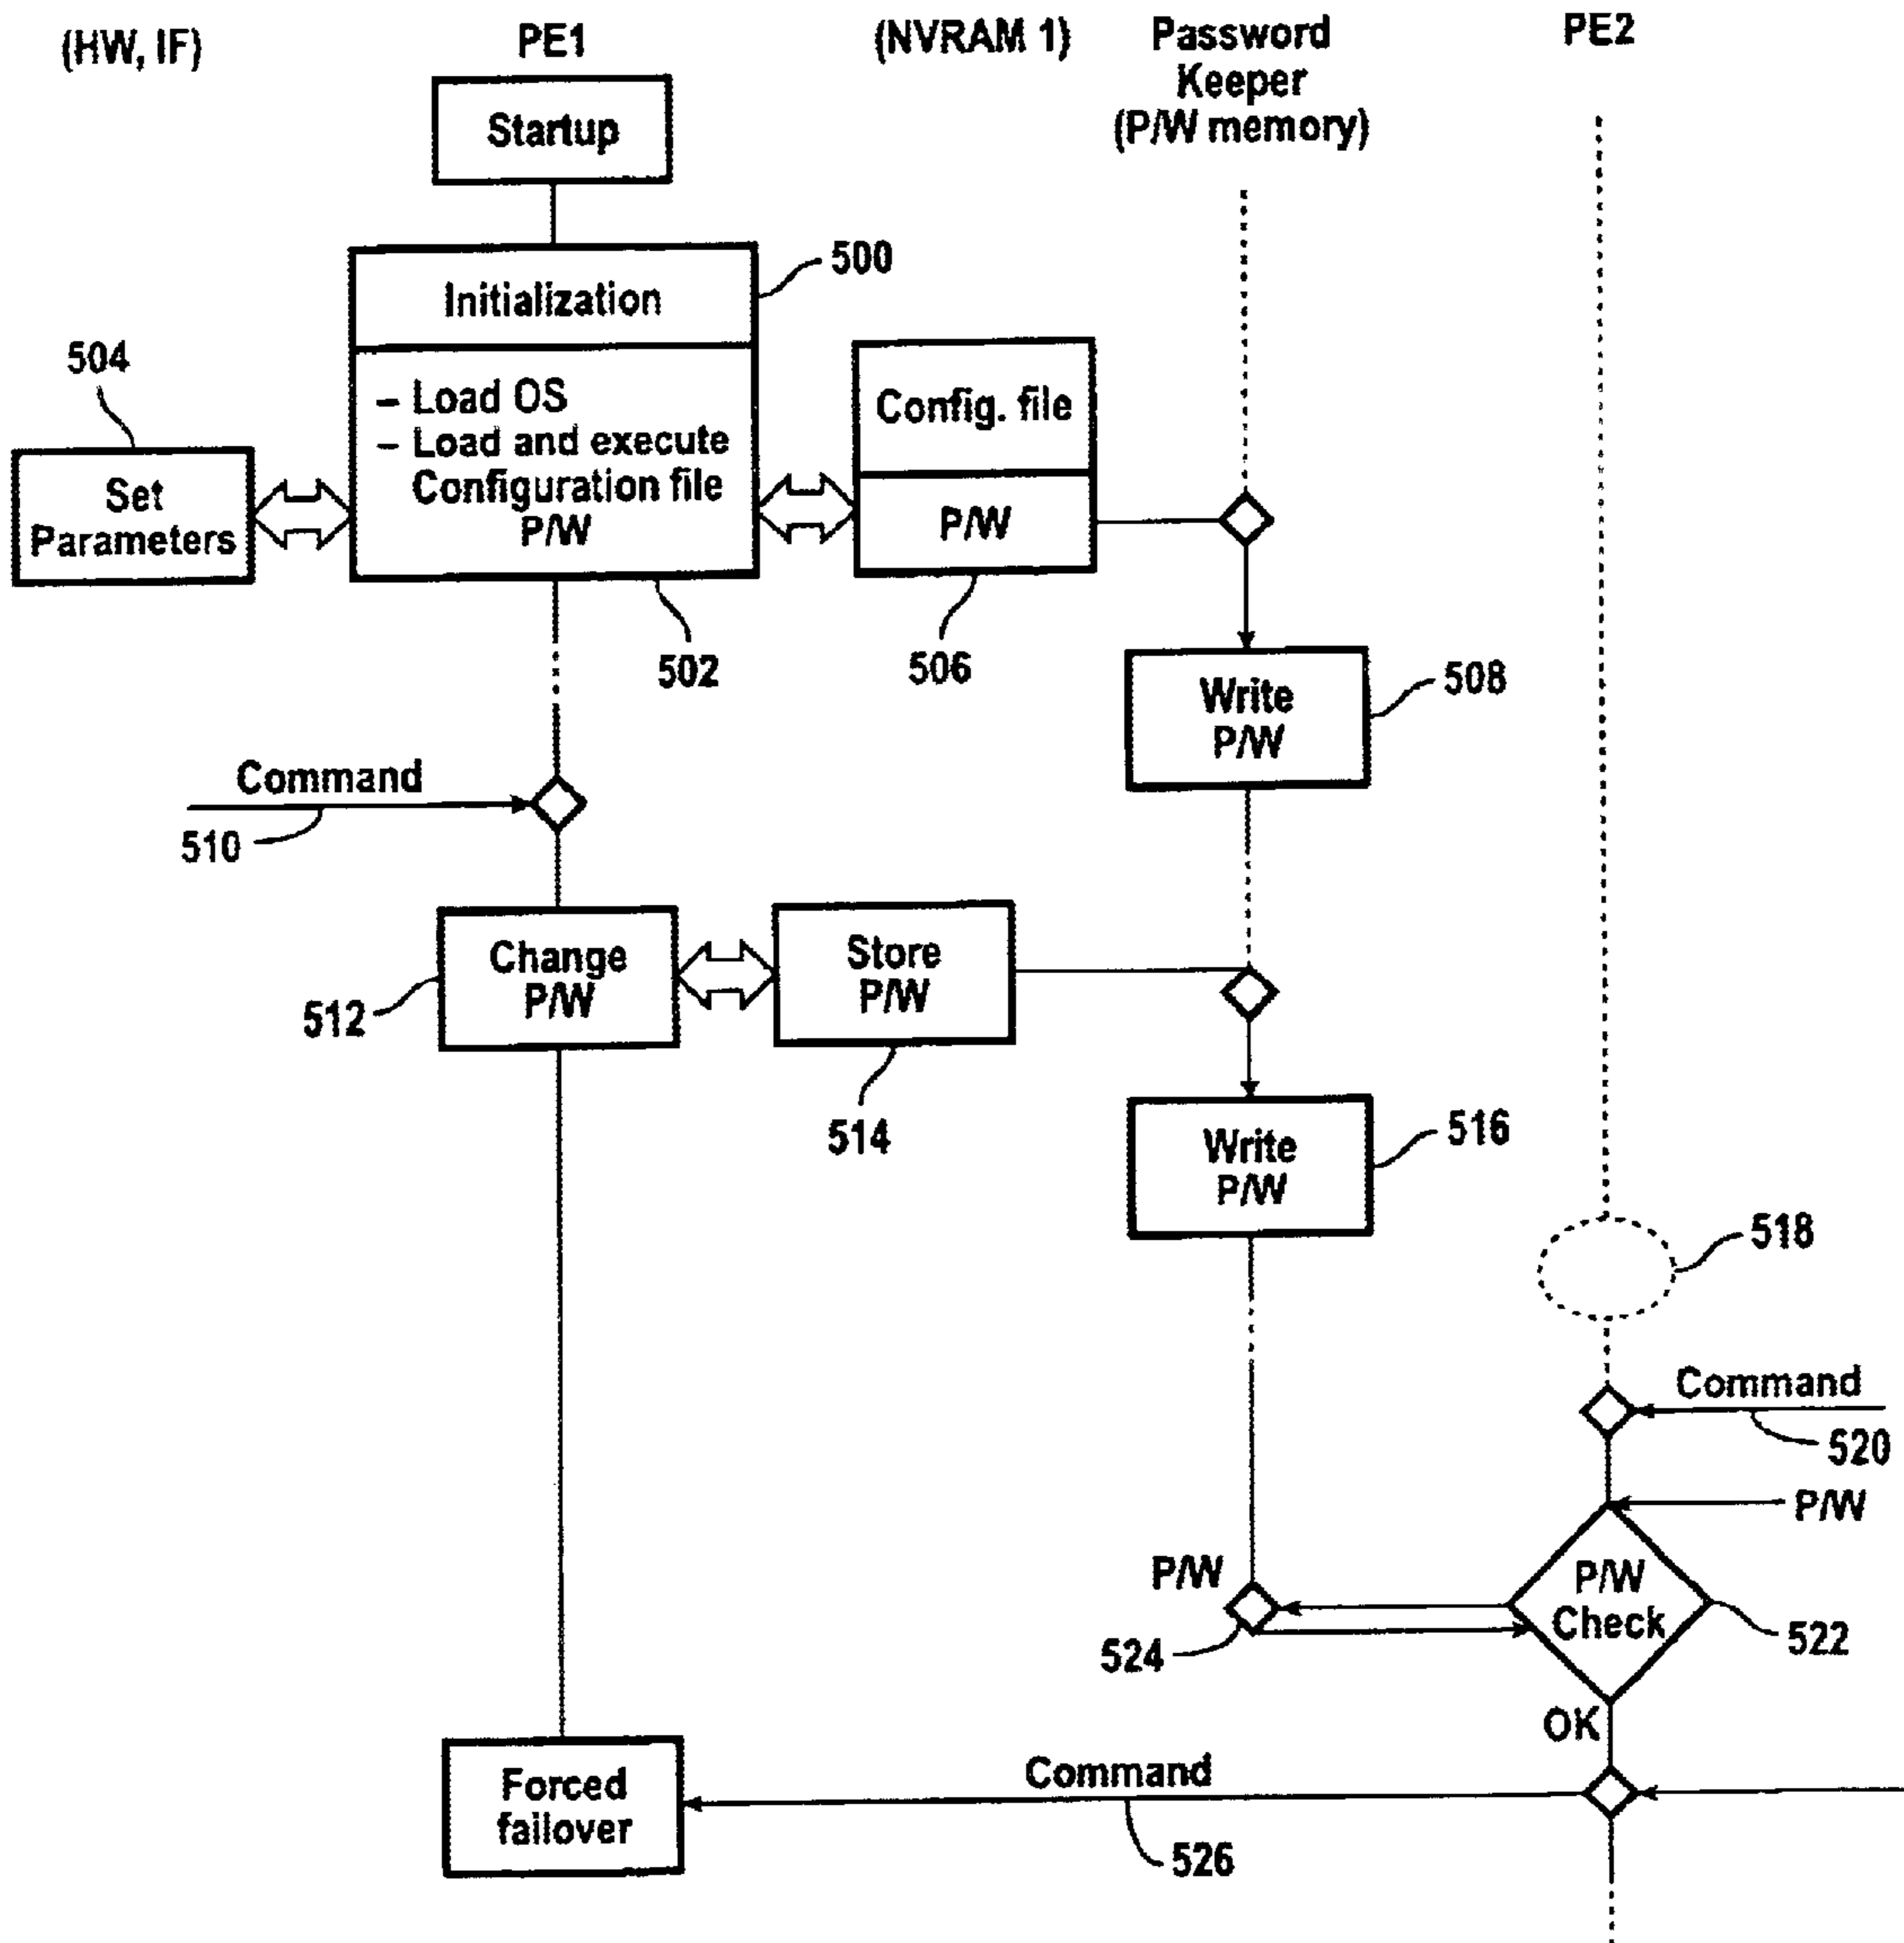 (HW, IF)
PE1
(NVRAM 1)
Password
Keeper
(P/W memory)
PE2
Startup
500
Initialization
504
– Load OS
– Load and execute
Configuration file
P/W
Config. file
Set
Parameters
P/W
502
506
508
Write
P/W
Command
510
Change
P/W
Store
P/W
512
514
516
Write
P/W
518
Command
520
P/W
P/W
P/W
Check
524
522
OK
Forced
failover
Command
526